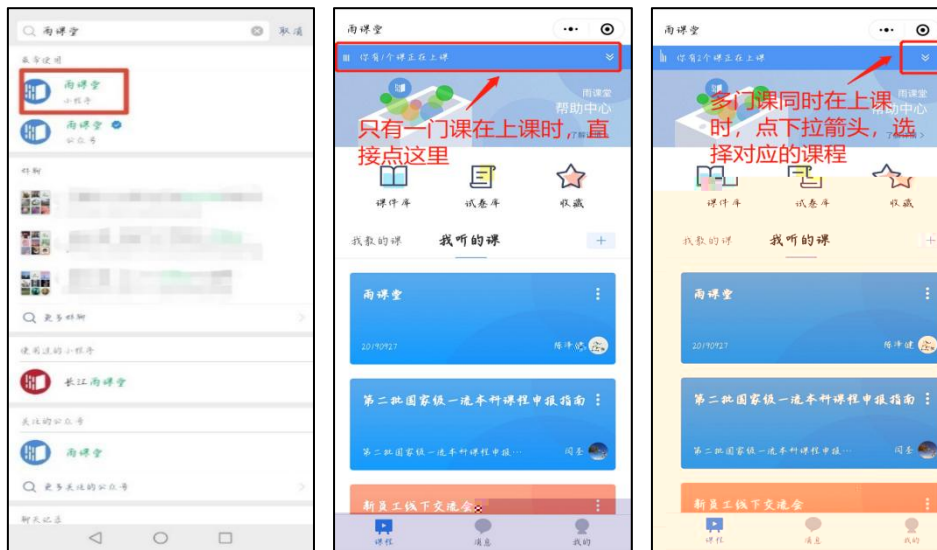 雨课堂
取消
最常使用
雨课堂
小程序
雨课堂
公众号
群聊
更多群聊
使用过的小程序
长江雨课堂
关注的公众号
雨课堂
更多关注的公众号
聊天记录
雨课堂
你有1个课正在上课
雨课堂
帮助中心
只有一门课在上课时，直
接点这里
课件库
试卷库
收藏
我教的课
我听的课
雨课堂
20190927
第二批国家级一流本科课程申报指南
第二批国家级一流本科课程申报…
新员工线下交流会
课程
消息
我的
雨课堂
你有2个课正在上课
雨课堂
帮助中心
多门课同时在上课
时，点下拉箭头，选
择对应的课程
课件库
试卷库
收藏
我教的课
我听的课
雨课堂
20190927
第二批国家级一流本科课程申报指南
第二批国家级一流本科课程申报…
新员工线下交流会
课程
消息
我的